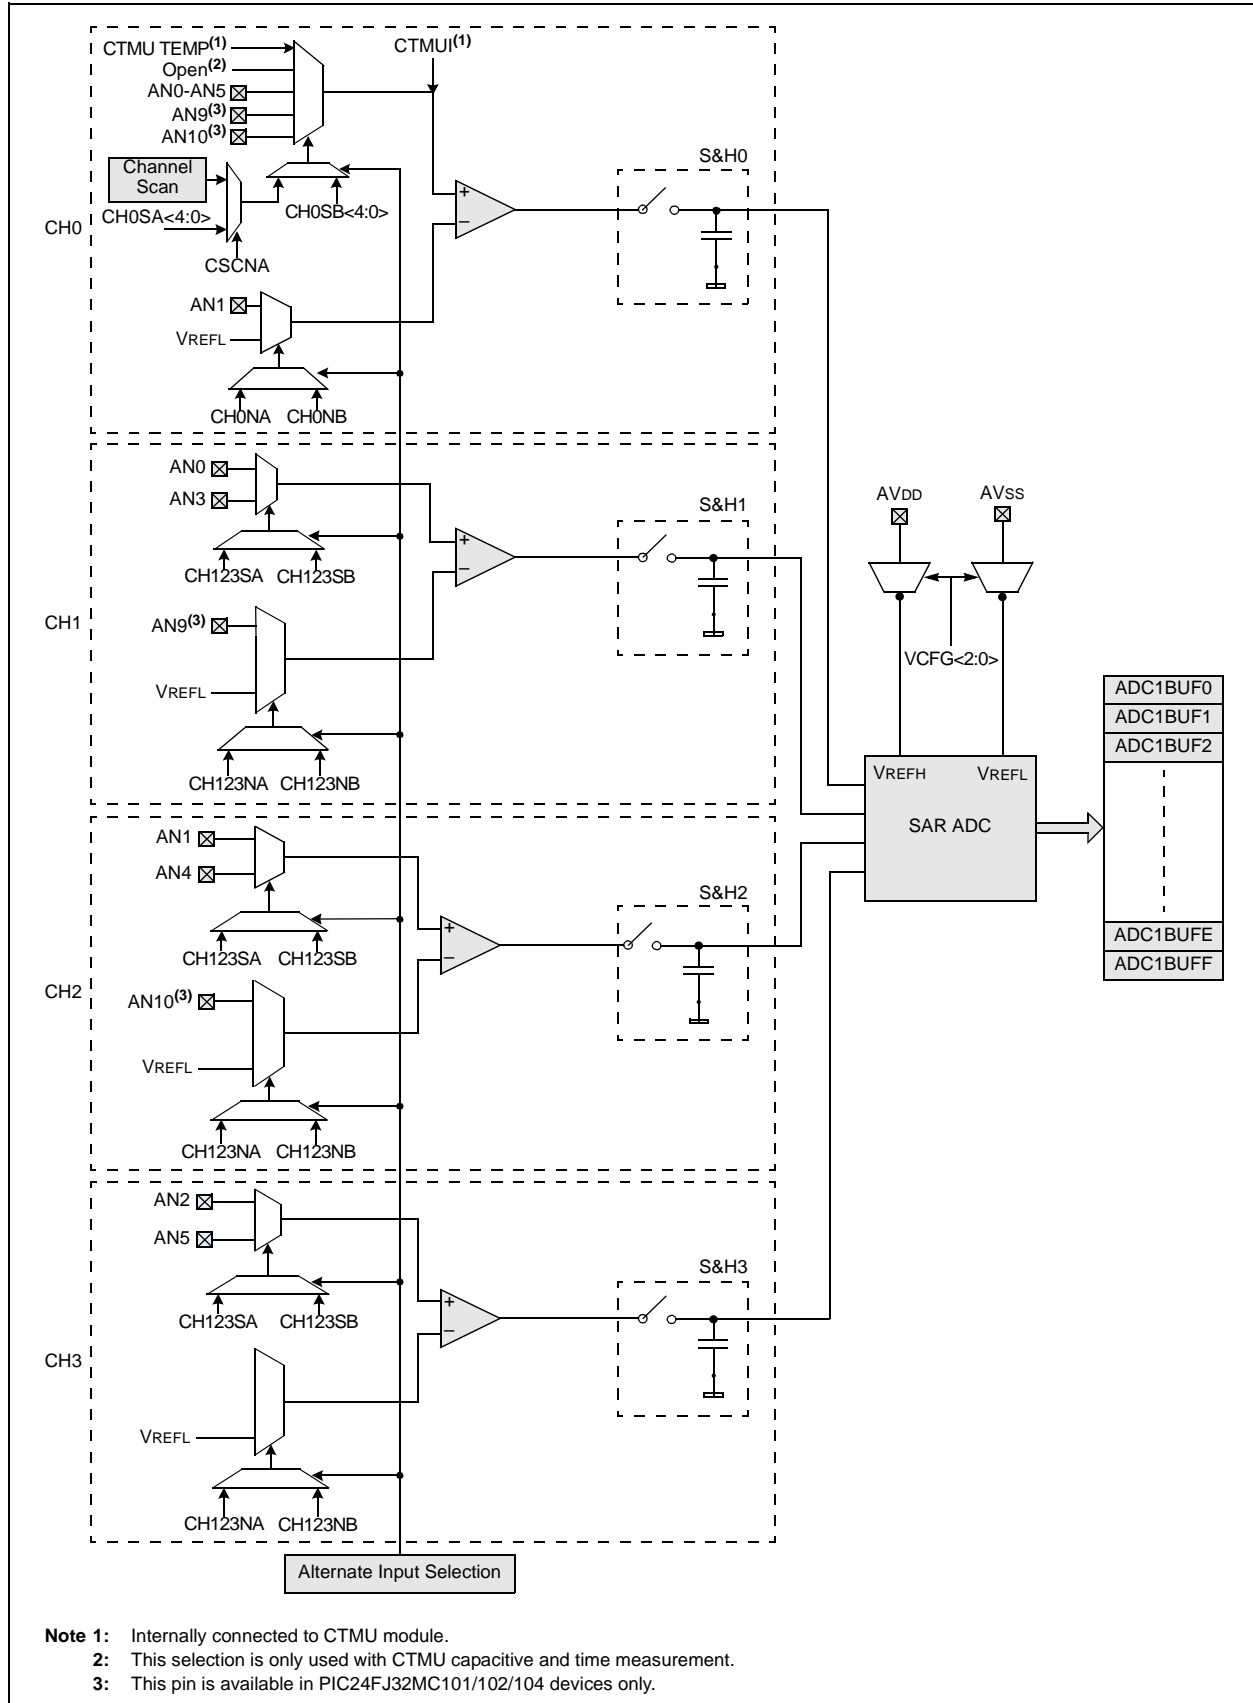 CTMU TEMP(1)
CTMUI(1)
Open(2)
AN0-AN5
AN9(3)
AN10(3)
Channel
Scan
CH0SA<4:0>
CH0SB<4:0>
CSCNA
CH0
AN1
VREFL
CH0NA CH0NB
+
–
S&H0
AN0
AN3
CH123SA CH123SB
CH1
AN9(3)
VREFL
CH123NA CH123NB
+
–
S&H1
AN1
AN4
CH123SA CH123SB
CH2
AN10(3)
VREFL
CH123NA CH123NB
+
–
S&H2
AN2
AN5
CH123SA CH123SB
CH3
VREFL
CH123NA CH123NB
+
–
S&H3
Alternate Input Selection
AVDD AVSS
VCFG<2:0>
VREFH VREFL
SAR ADC
ADC1BUF0
ADC1BUF1
ADC1BUF2
ADC1BUFE
ADC1BUFF
Note 1: Internally connected to CTMU module.
2: This selection is only used with CTMU capacitive and time measurement.
3: This pin is available in PIC24FJ32MC101/102/104 devices only.